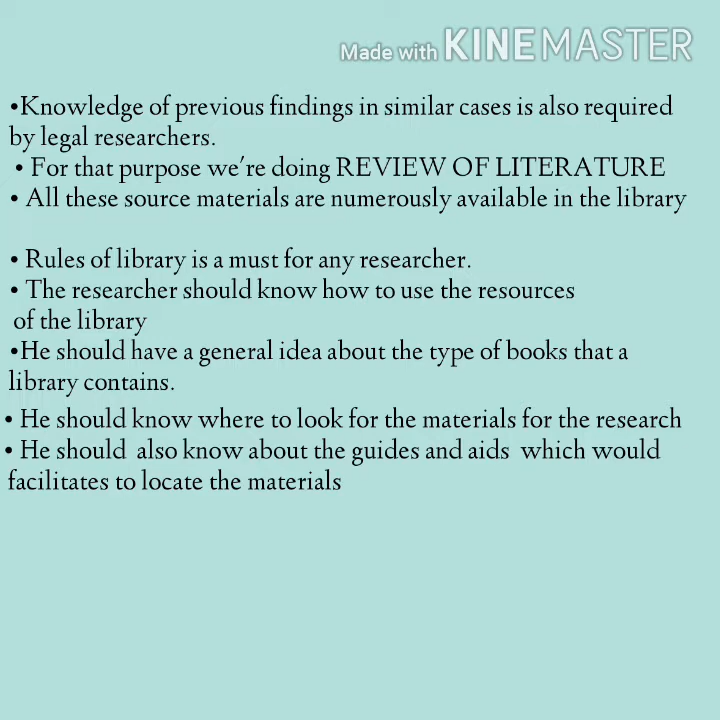 Made with KINEMASTER
•Knowledge of previous findings in similar cases is also required
by legal researchers.
• For that purpose we're doing REVIEW OF LITERATURE
• All these source materials are numerously available in the library
• Rules of library is a must for any researcher.
• The researcher should know how to use the resources
of the library
•He should have a general idea about the type of books that a
library contains.
• He should know where to look for the materials for the research
• He should also know about the guides and aids which would
facilitates to locate the materials